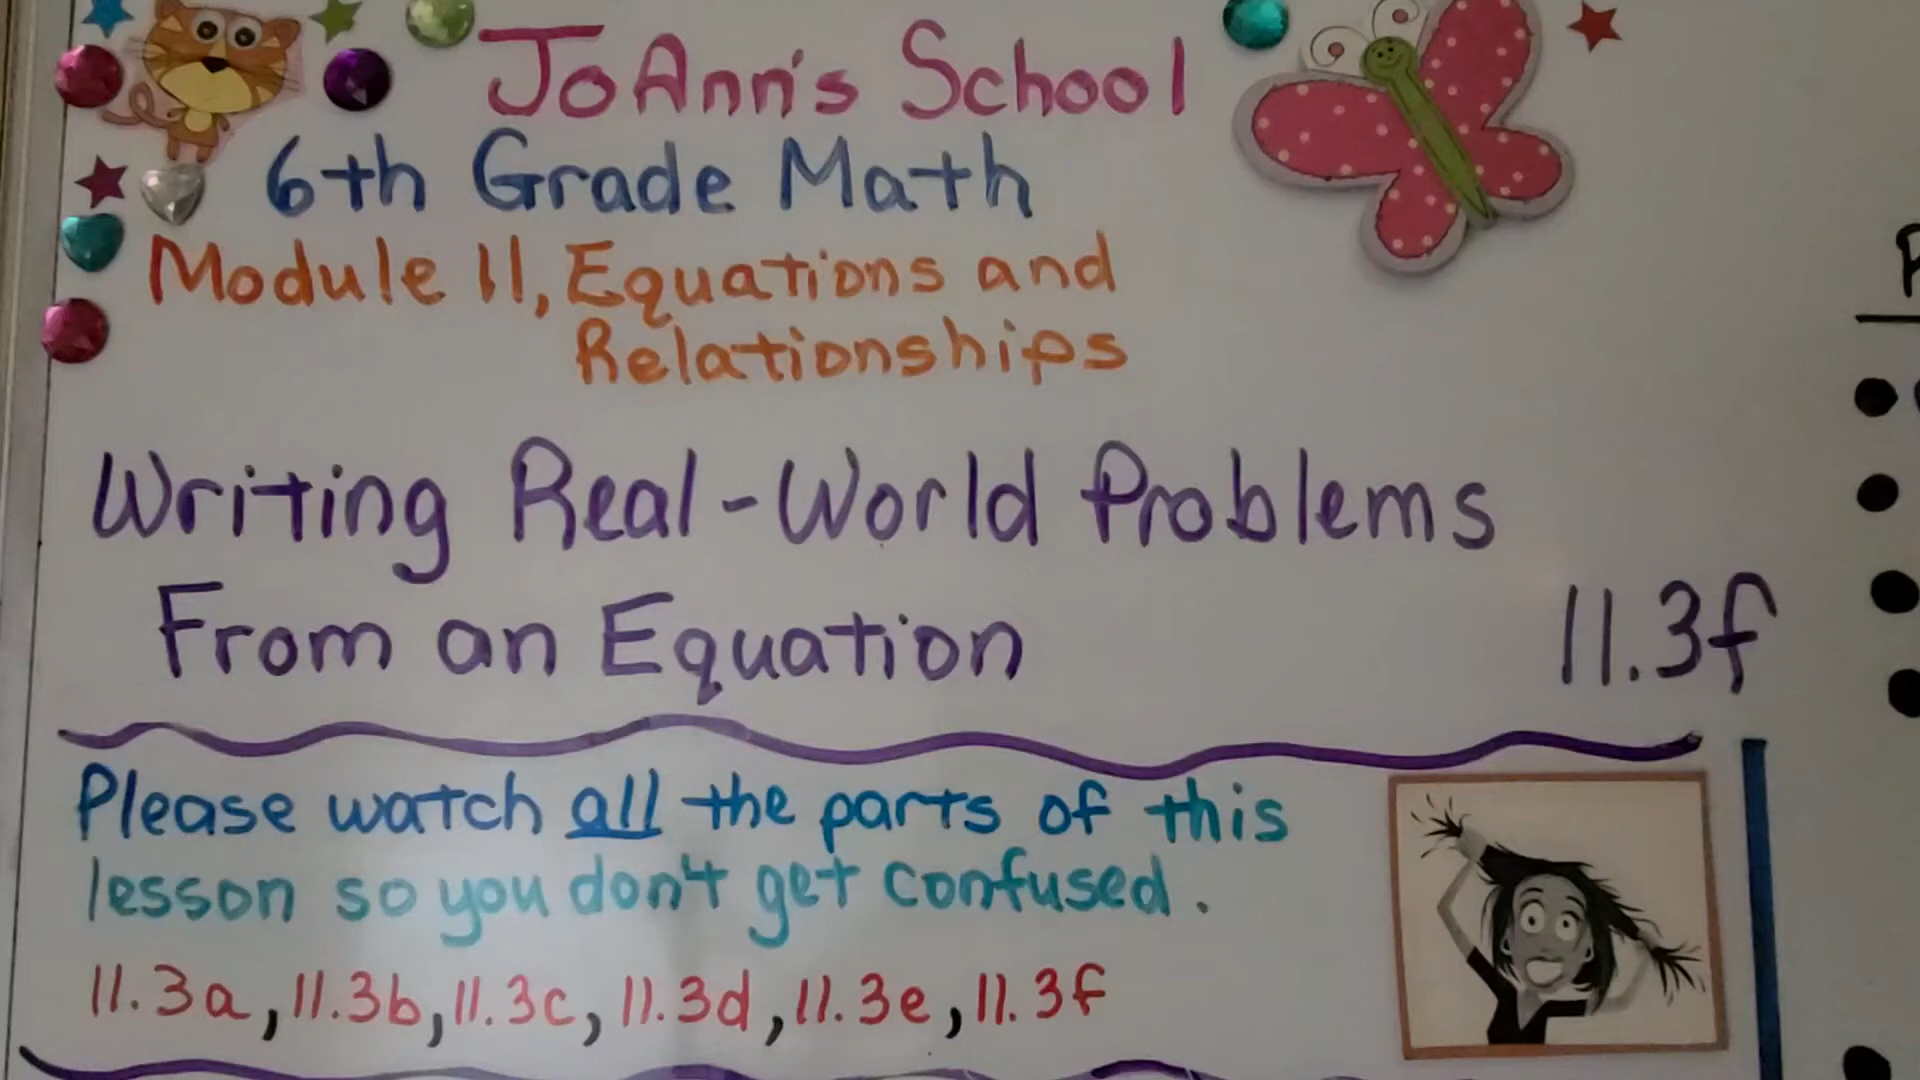 JoAnn's School
6th Grade Math
Module 11, Equations and
Relationships
Writing Real-World Problems
From an Equation
11.3f
Please watch all the parts of this
lesson so you don't get confused.
11.3a, 11.3b, 11.3c, 11.3d, 11.3e, 11.3f